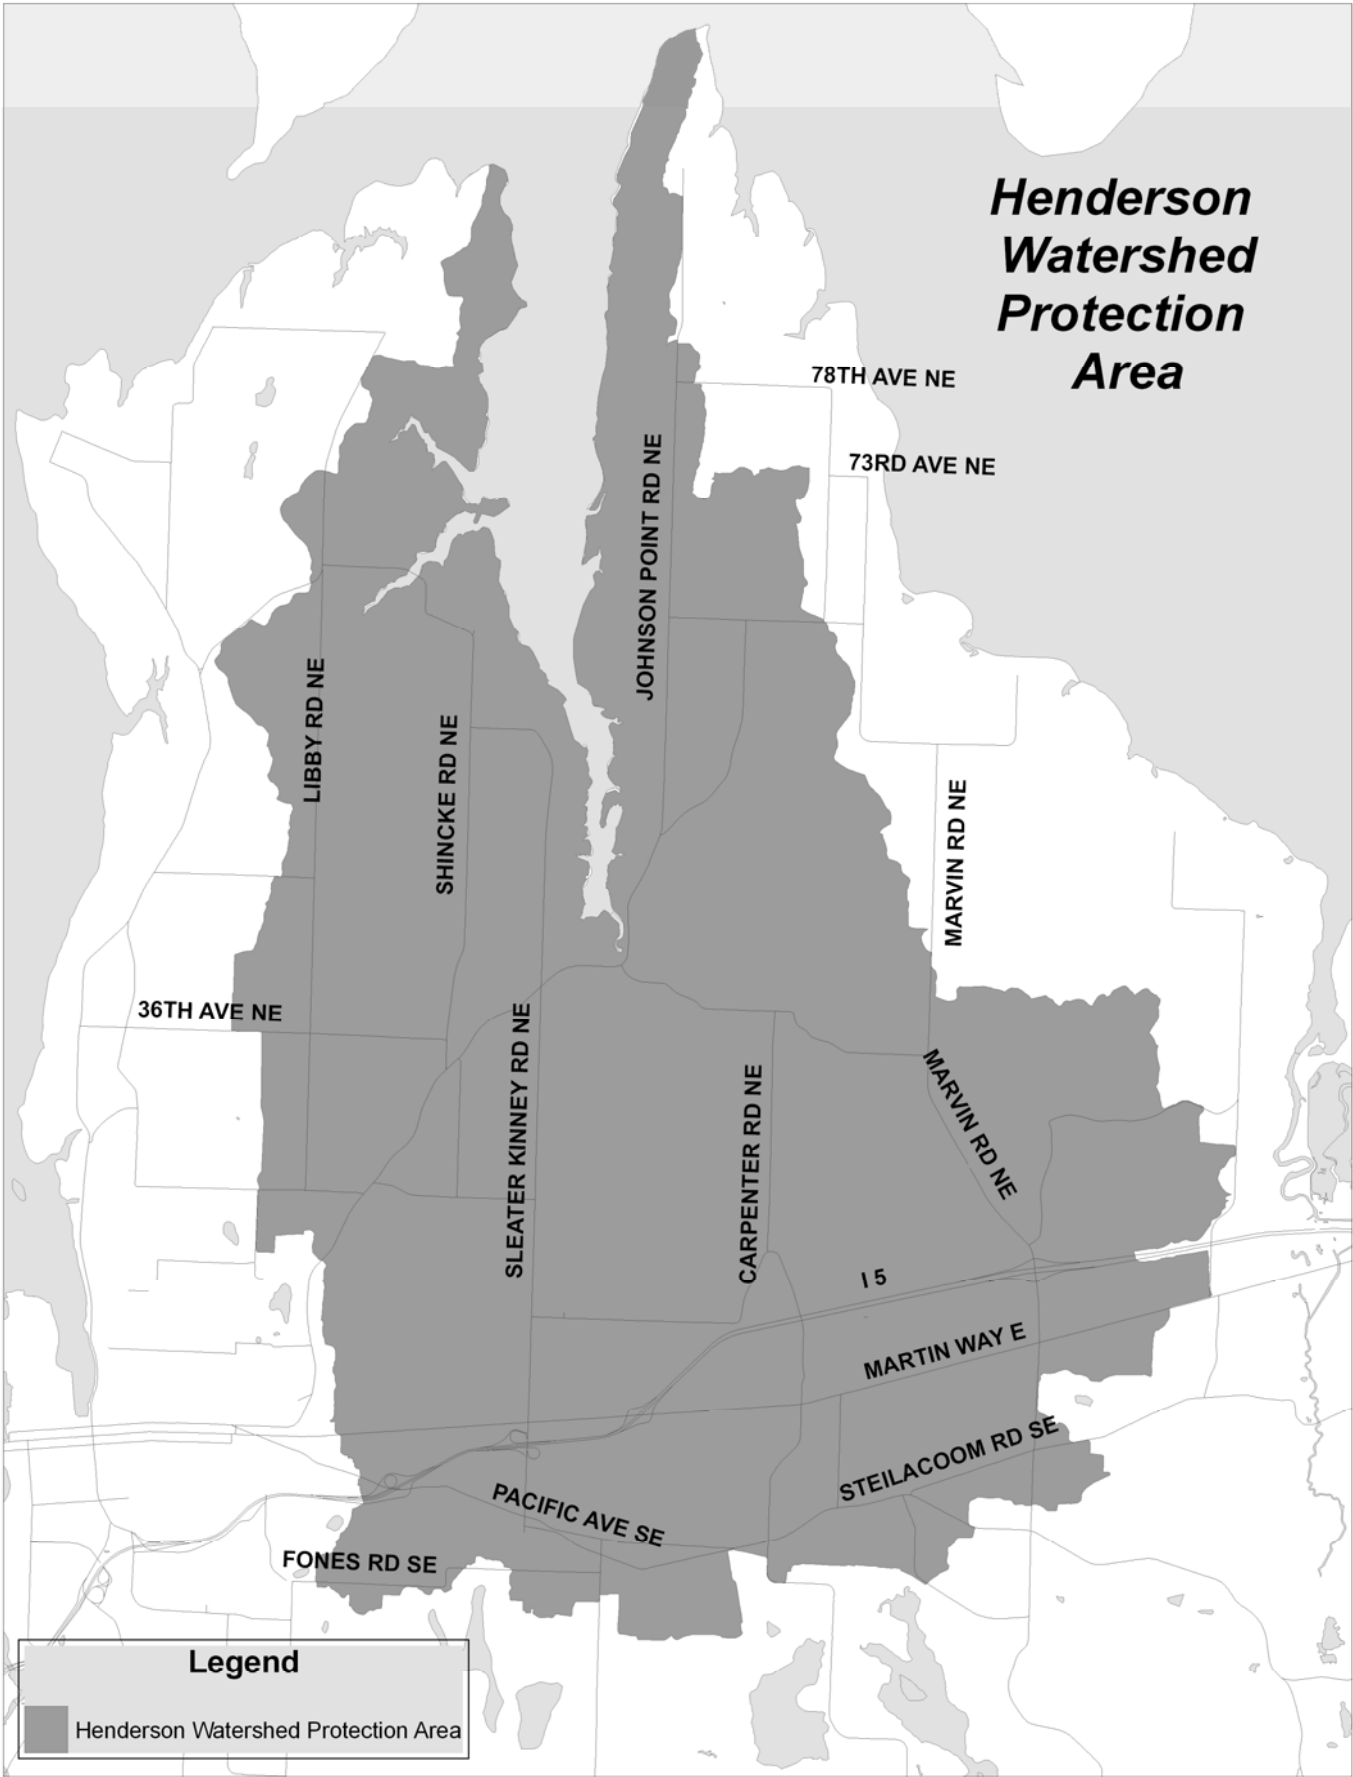 Henderson
Watershed
Protection
Area
78TH AVE NE
73RD AVE NE
JOHNSON POINT RD NE
LIBBY RD NE
SHINCKE RD NE
MARVIN RD NE
36TH AVE NE
SLEATER KINNEY RD NE
CARPENTER RD NE
MARVIN RD NE
I 5
MARTIN WAY E
STEILACOOM RD SE
PACIFIC AVE SE
FONES RD SE
Legend
Henderson Watershed Protection Area